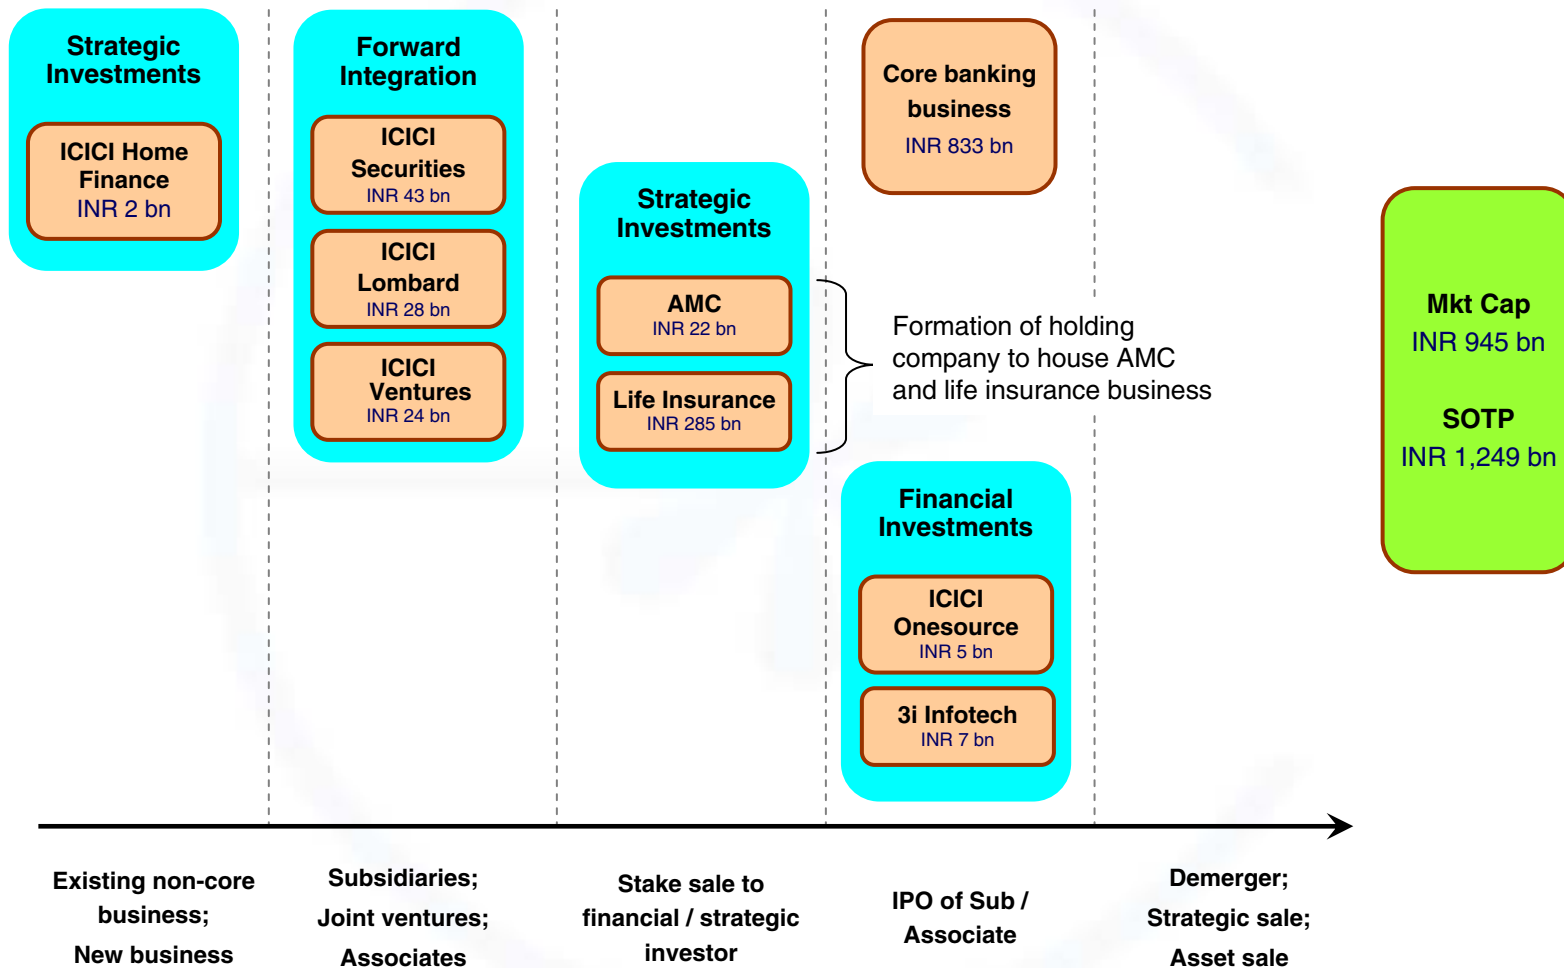 Strategic
Investments
ICICI Home
Finance
INR 2 bn
Forward
Integration
ICICI
Securities
INR 43 bn
ICICI
Lombard
INR 28 bn
ICICI
Ventures
INR 24 bn
Strategic
Investments
AMC
INR 22 bn
Life Insurance
INR 285 bn
Core banking
business
INR 833 bn
Formation of holding
company to house AMC
and life insurance business
Financial
Investments
ICICI
Onesource
INR 5 bn
3i Infotech
INR 7 bn
Mkt Cap
INR 945 bn
SOTP
INR 1,249 bn
Existing non-core
business;
New business
Subsidiaries;
Joint ventures;
Associates
Stake sale to
financial / strategic
investor
IPO of Sub /
Associate
Demerger;
Strategic sale;
Asset sale